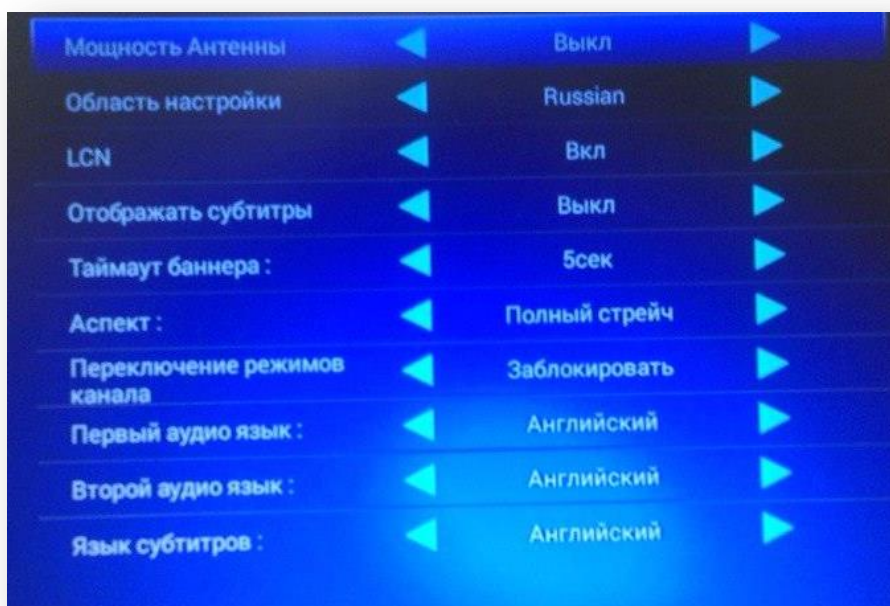 Мощность Антенны Выкл
Область настройки Russian
LCN Вкл
Отображать субтитры Выкл
Таймаут баннера : 5сек
Аспект : Полный стрейч
Переключение режимов Заблокировать
канала
Первый аудио язык : Английский
Второй аудио язык : Английский
Язык субтитров : Английский